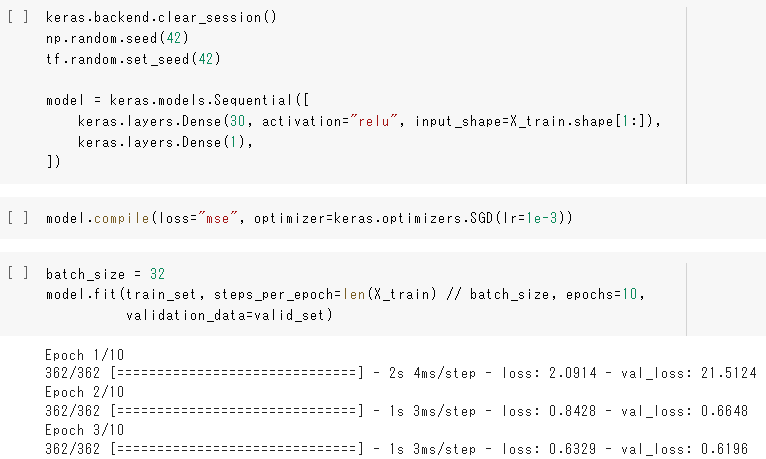 [ ] keras.backend.clear_session()
np.random.seed(42)
tf.random.set_seed(42)
model = keras.models.Sequential([
keras.layers.Dense(30, activation="relu", input_shape=X_train.shape[1:]),
keras.layers.Dense(1),
])
[ ] model.compile(loss="mse", optimizer=keras.optimizers.SGD(lr=1e-3))
[ ] batch_size = 32
model.fit(train_set, steps_per_epoch=len(X_train) // batch_size, epochs=10,
validation_data=valid_set)
Epoch 1/10
362/362 [==============================] - 2s 4ms/step - loss: 2.0914 - val_loss: 21.5124
Epoch 2/10
362/362 [==============================] - 1s 3ms/step - loss: 0.8428 - val_loss: 0.6648
Epoch 3/10
362/362 [==============================] - 1s 3ms/step - loss: 0.6329 - val_loss: 0.6196